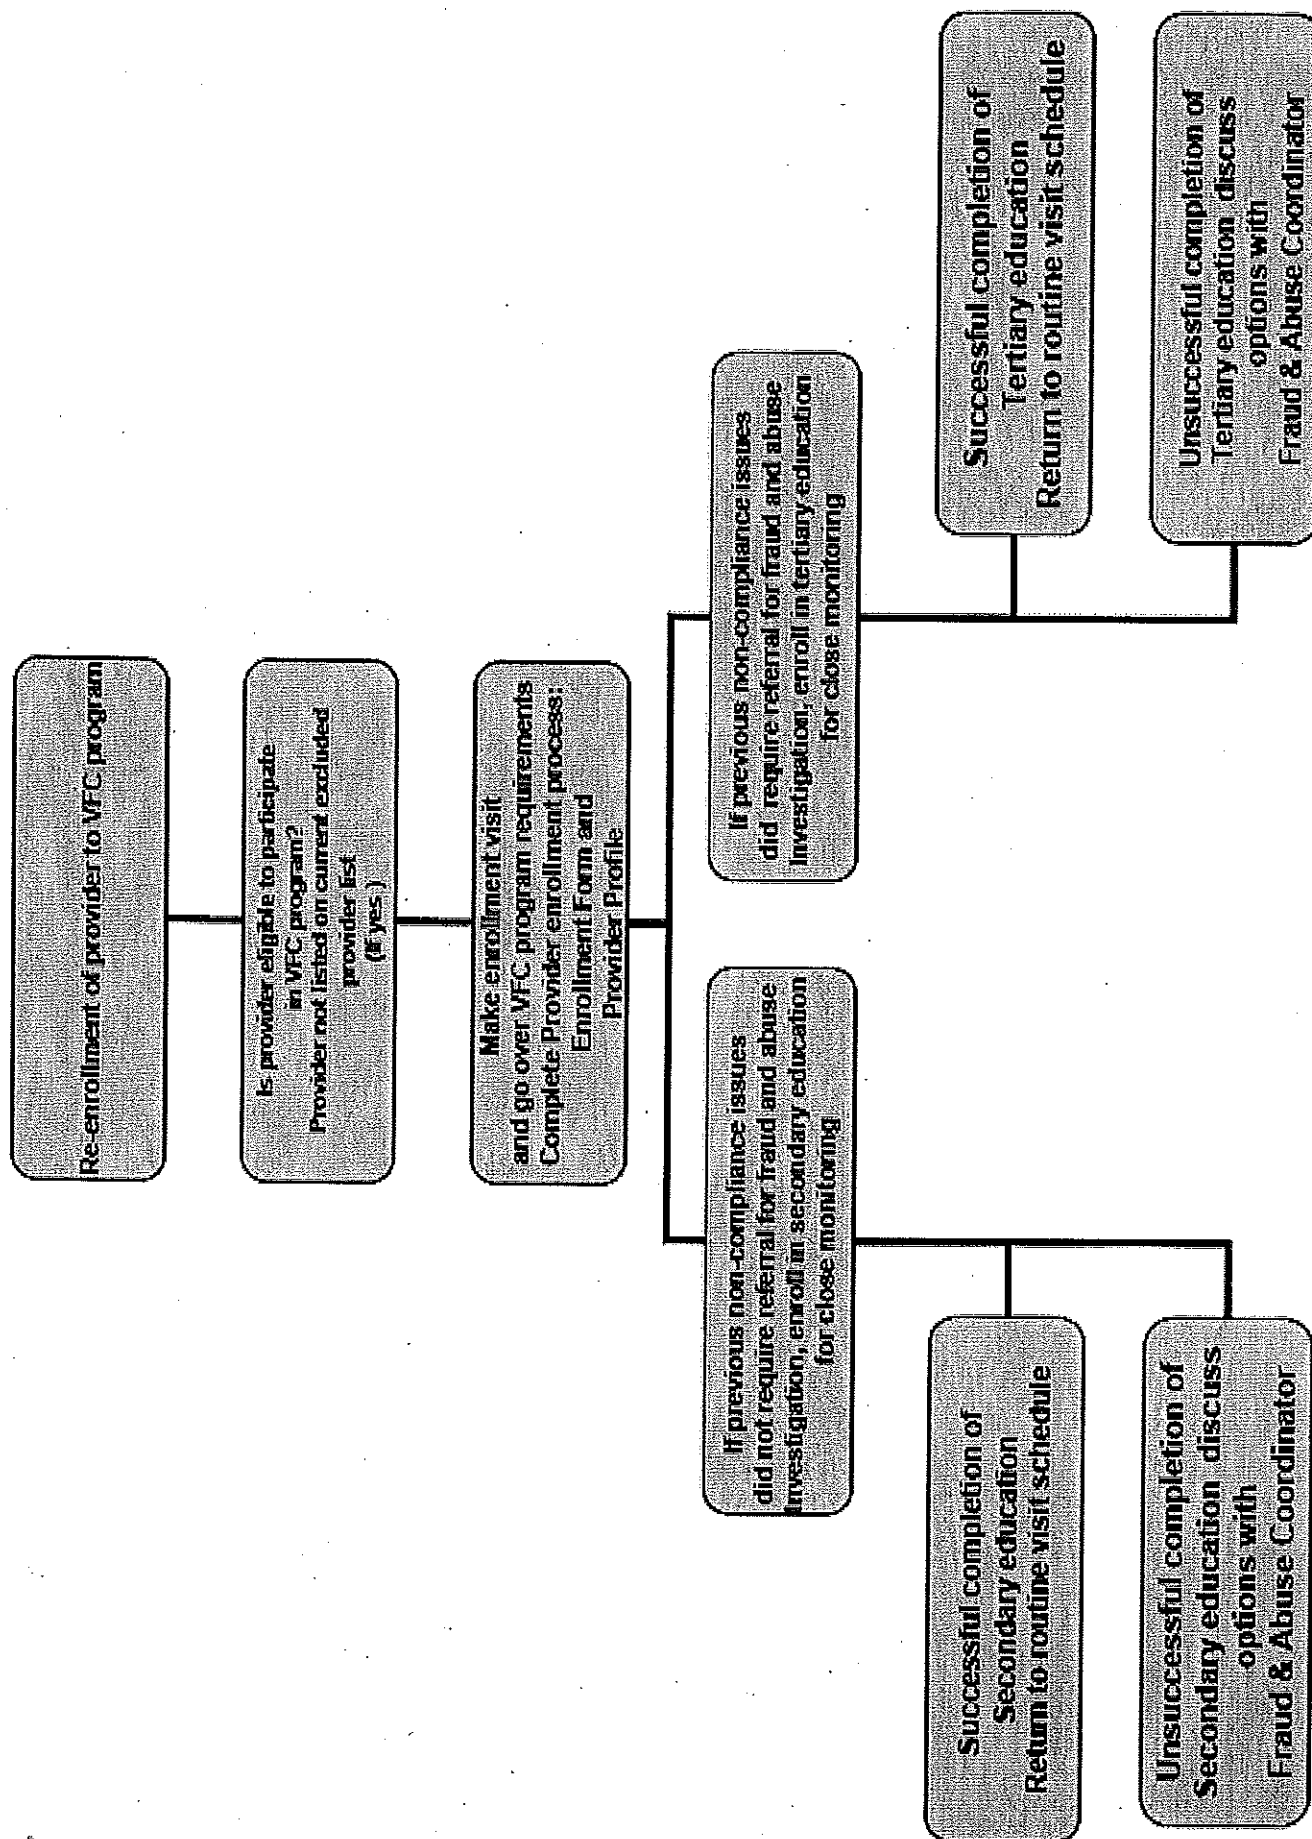 Re-enrollment of provider to VFC program
Is provider eligible to participate
in VFC program?
Provider not listed on current excluded
provider list
(if yes )
Make enrollment visit
and go over VFC program requirements
Complete Provider enrollment process:
Enrollment Form and
Provider Profile
If previous non-compliance issues
did not require referral for fraud and abuse
Investigation, enroll in secondary education
for close monitoring
If previous non-compliance issues
did require referral for fraud and abuse
Investigation, enroll in tertiary education
for close monitoring
Successful completion of
Secondary education
Return to routine visit schedule
Unsuccessful completion of
Secondary education discuss
options with
Fraud & Abuse Coordinator
Successful completion of
Tertiary education
Return to routine visit schedule
Unsuccessful completion of
Tertiary education discuss
options with
Fraud & Abuse Coordinator